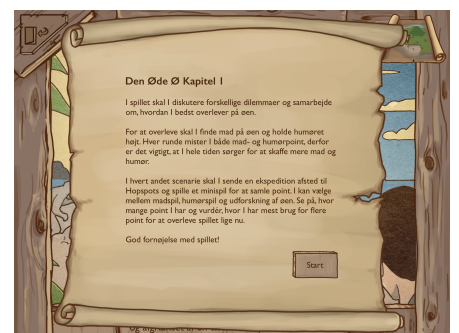 Den Øde Ø Kapitel 1
I spillet skal I diskutere forskellige dilemmaer og samarbejde
om, hvordan I bedst overlever på øen.
For at overleve skal I finde mad på øen og holde humøret
højt. Hver runde mister I både mad- og humørpoint, derfor
er det vigtigt, at I hele tiden sørger for at skaffe mere mad og
humør.
I hvert andet scenarie skal I sende en ekspedition afsted til
Hopspots og spille et minispil for at samle point. I kan vælge
mellem madspil, humørspil og udforskning af øen. Se på, hvor
mange point I har og vurdér, hvor I har mest brug for flere
point for at overleve spillet lige nu.
God fornøjelse med spillet!
Start